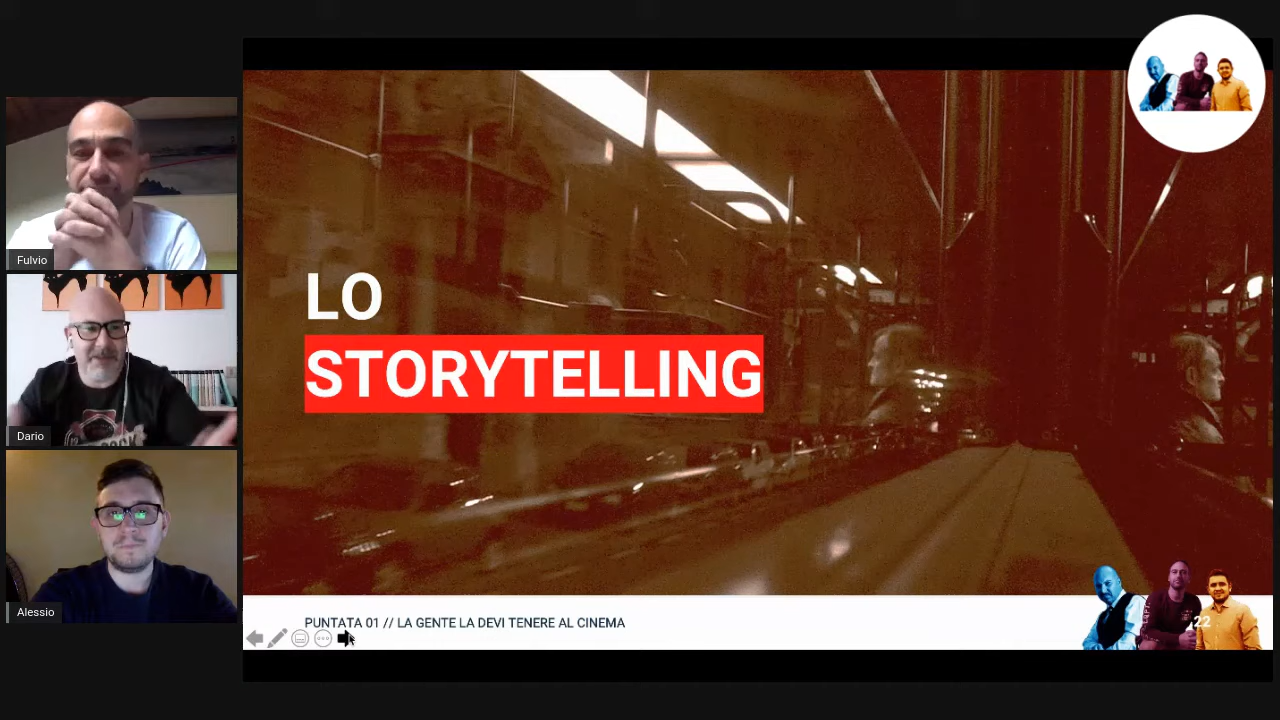 Fulvio
Dario
Alessio
LO
STORYTELLING
PUNTATA 01 // LA GENTE LA DEVI TENERE AL CINEMA
22